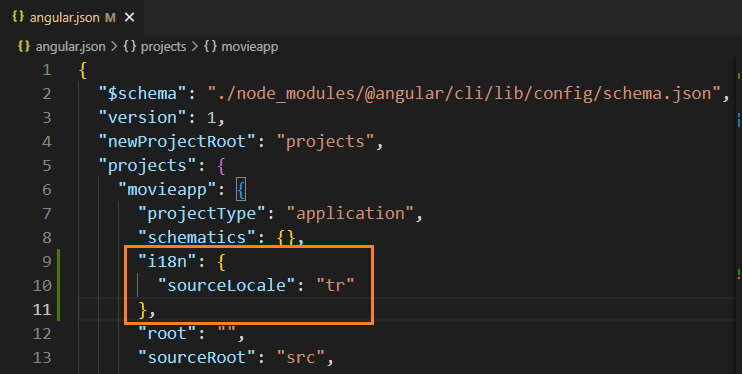 angular.json M
angular.json > projects > movieapp
1 {
2 "$schema": "./node_modules/@angular/cli/lib/config/schema.json",
3 "version": 1,
4 "newProjectRoot": "projects",
5 "projects": {
6 "movieapp": {
7 "projectType": "application",
8 "schematics": {},
9 "i18n": {
10 "sourceLocale": "tr"
11 },
12 "root": "",
13 "sourceRoot": "src",